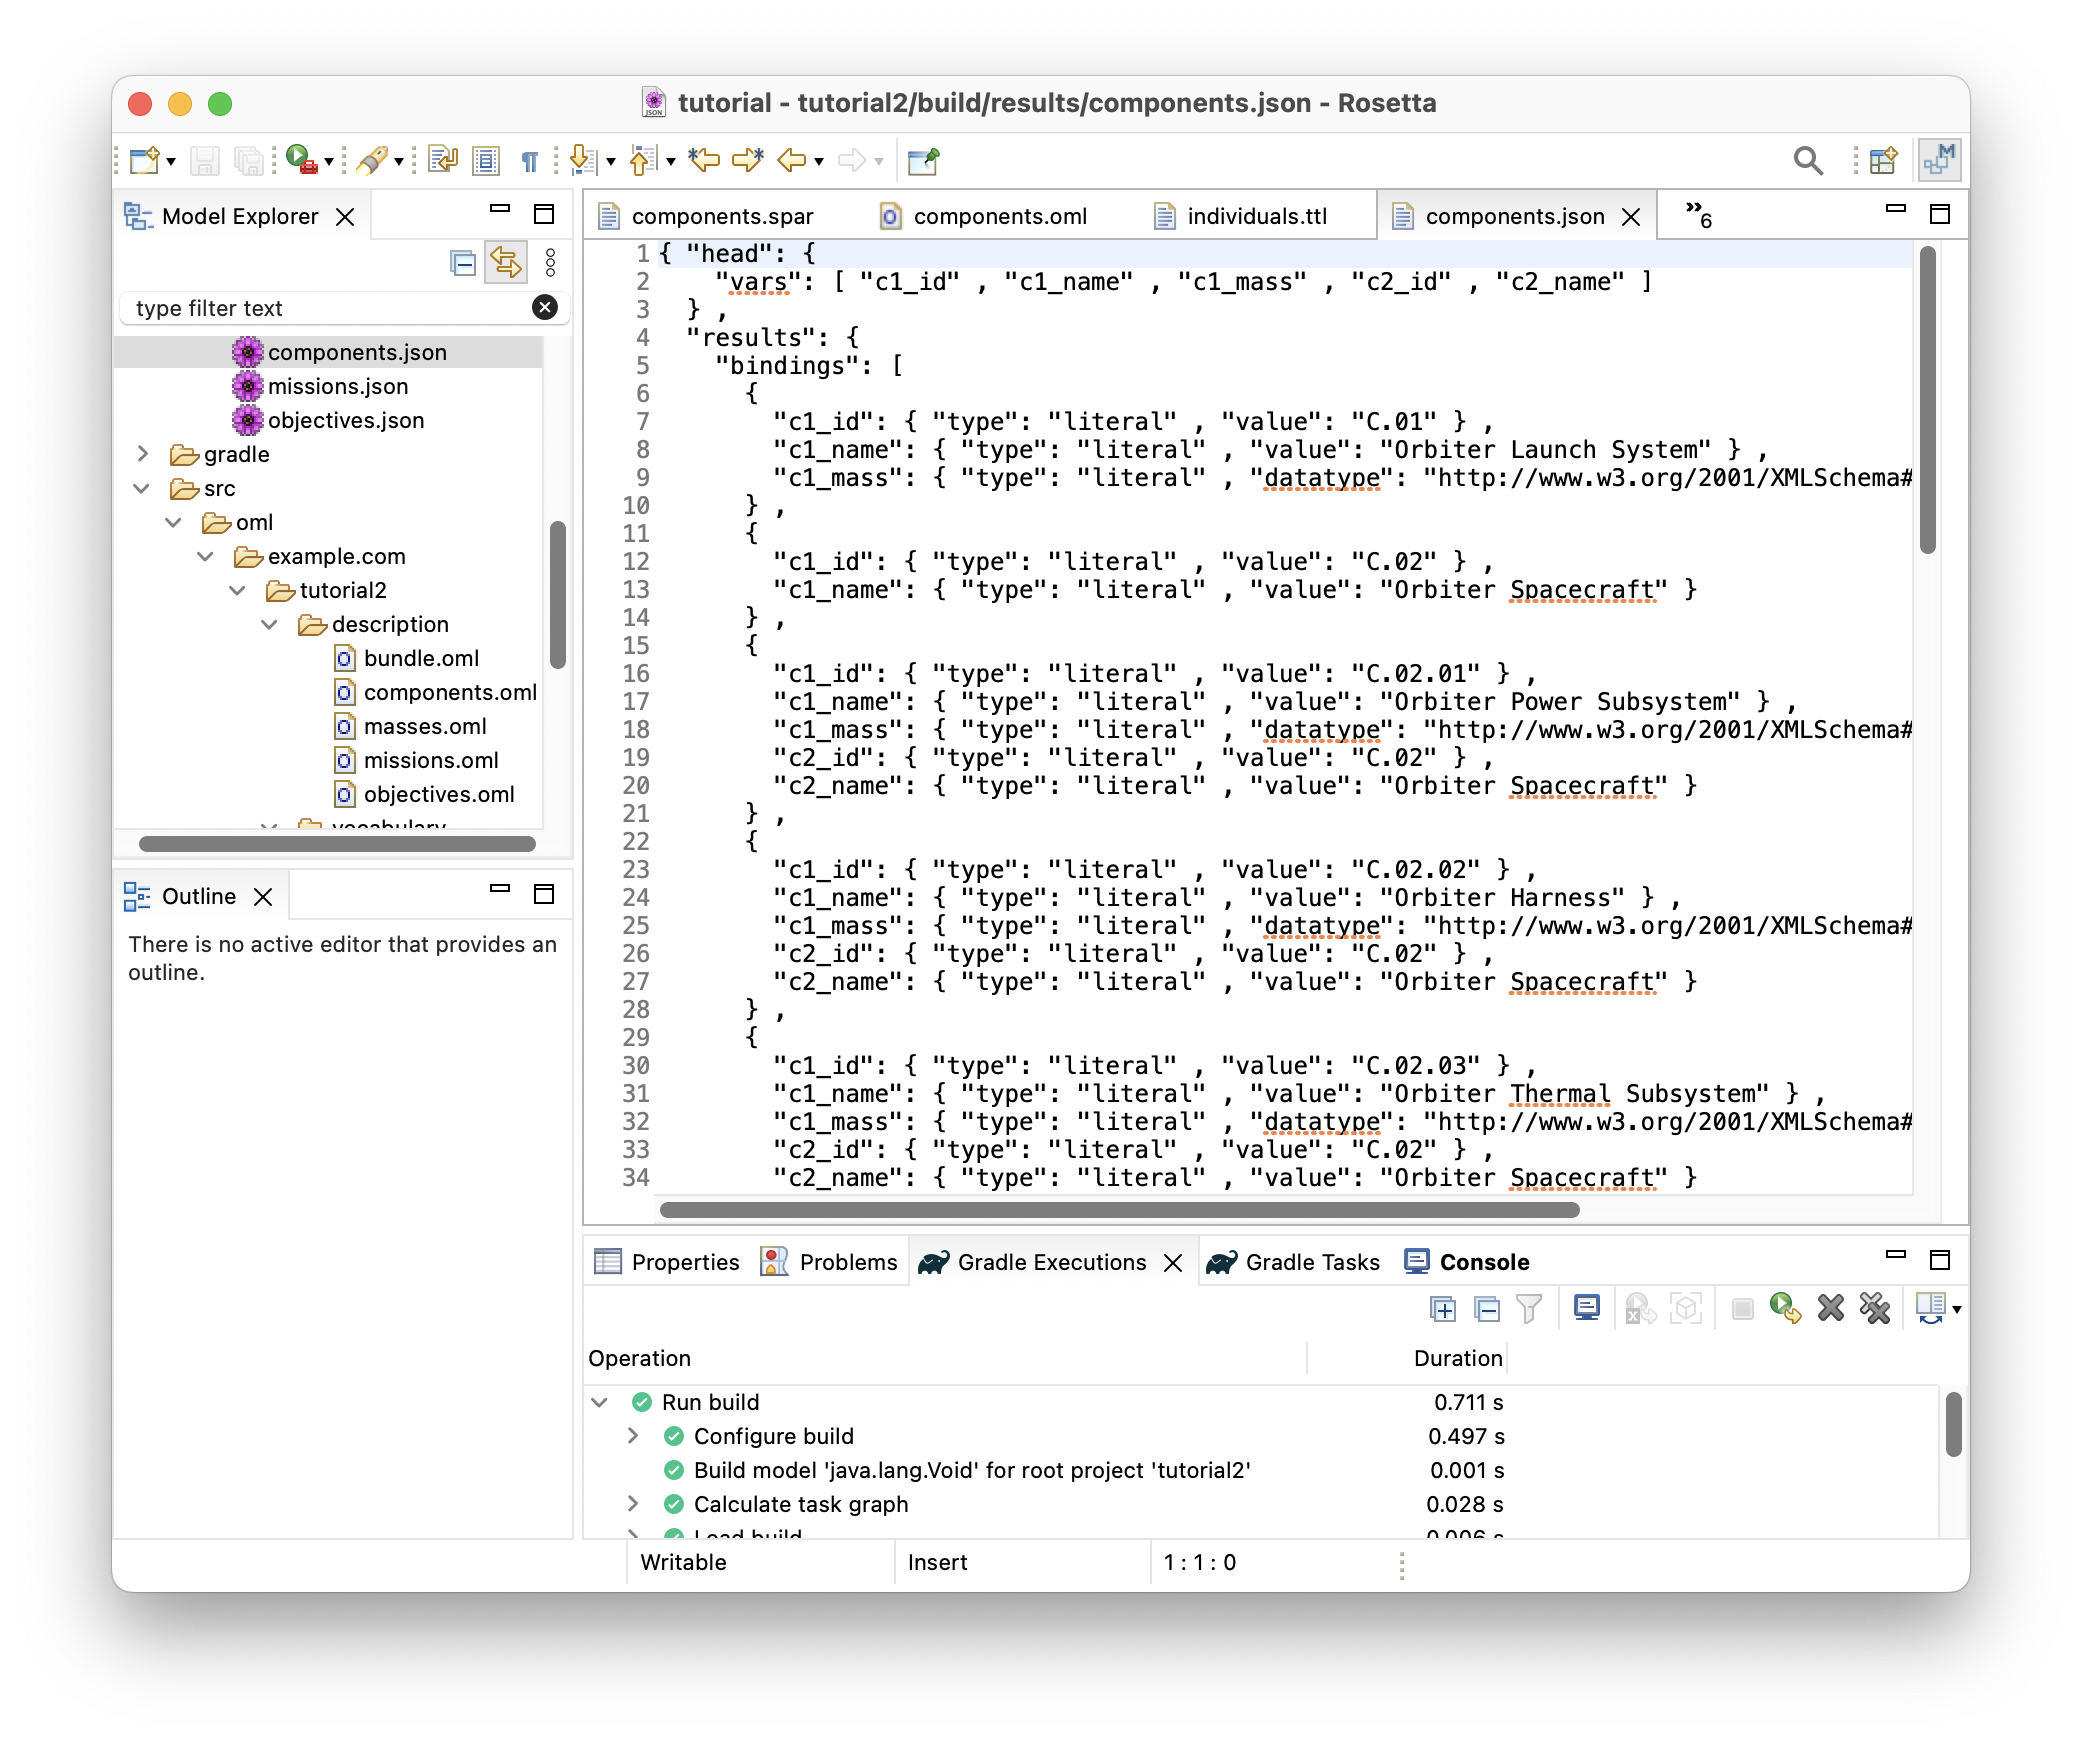 tutorial - tutorial2/build/results/components.json - Rosetta
Model Explorer
type filter text
components.json
missions.json
objectives.json
gradle
src
oml
example.com
tutorial2
description
bundle.oml
components.oml
masses.oml
missions.oml
objectives.oml
vocabulary
Outline
There is no active editor that provides an
outline.
components.spar
components.oml
individuals.ttl
components.json
»6
1 { "head": {
2     "vars": [ "c1_id" , "c1_name" , "c1_mass" , "c2_id" , "c2_name" ]
3   } ,
4   "results": {
5     "bindings": [
6       {
7         "c1_id": { "type": "literal" , "value": "C.01" } ,
8         "c1_name": { "type": "literal" , "value": "Orbiter Launch System" } ,
9         "c1_mass": { "type": "literal" , "datatype": "http://www.w3.org/2001/XMLSchema#
10       } ,
11       {
12         "c1_id": { "type": "literal" , "value": "C.02" } ,
13         "c1_name": { "type": "literal" , "value": "Orbiter Spacecraft" }
14       } ,
15       {
16         "c1_id": { "type": "literal" , "value": "C.02.01" } ,
17         "c1_name": { "type": "literal" , "value": "Orbiter Power Subsystem" } ,
18         "c1_mass": { "type": "literal" , "datatype": "http://www.w3.org/2001/XMLSchema#
19         "c2_id": { "type": "literal" , "value": "C.02" } ,
20         "c2_name": { "type": "literal" , "value": "Orbiter Spacecraft" }
21       } ,
22       {
23         "c1_id": { "type": "literal" , "value": "C.02.02" } ,
24         "c1_name": { "type": "literal" , "value": "Orbiter Harness" } ,
25         "c1_mass": { "type": "literal" , "datatype": "http://www.w3.org/2001/XMLSchema#
26         "c2_id": { "type": "literal" , "value": "C.02" } ,
27         "c2_name": { "type": "literal" , "value": "Orbiter Spacecraft" }
28       } ,
29       {
30         "c1_id": { "type": "literal" , "value": "C.02.03" } ,
31         "c1_name": { "type": "literal" , "value": "Orbiter Thermal Subsystem" } ,
32         "c1_mass": { "type": "literal" , "datatype": "http://www.w3.org/2001/XMLSchema#
33         "c2_id": { "type": "literal" , "value": "C.02" } ,
34         "c2_name": { "type": "literal" , "value": "Orbiter Spacecraft" }
Properties
Problems
Gradle Executions
Gradle Tasks
Console
Operation Duration
Run build 0.711 s
Configure build 0.497 s
Build model 'java.lang.Void' for root project 'tutorial2' 0.001 s
Calculate task graph 0.028 s
Load build 0.006 s
Writable
Insert
1 : 1 : 0